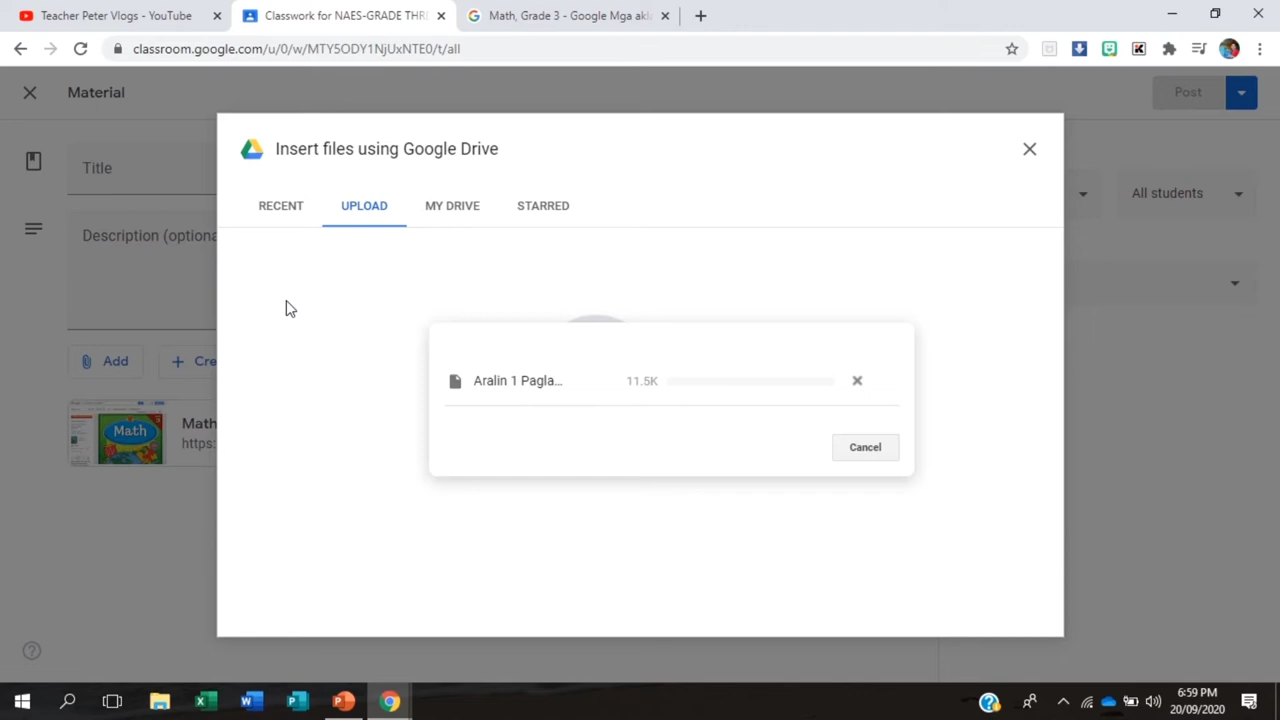 Teacher Peter Vlogs - YouTube
Classwork for NAES-GRADE THRE
Math, Grade 3 - Google Mga akl
classroom.google.com/u/0/w/MTY5ODY1NjUxNTE0/t/all
Material
Post
Insert files using Google Drive
Title
RECENT
UPLOAD
MY DRIVE
STARRED
All students
Description (optiona
Add
Cre
Aralin 1 Pagla...
11.5K
Math
Math
https:
Cancel
6:59 PM
20/09/2020